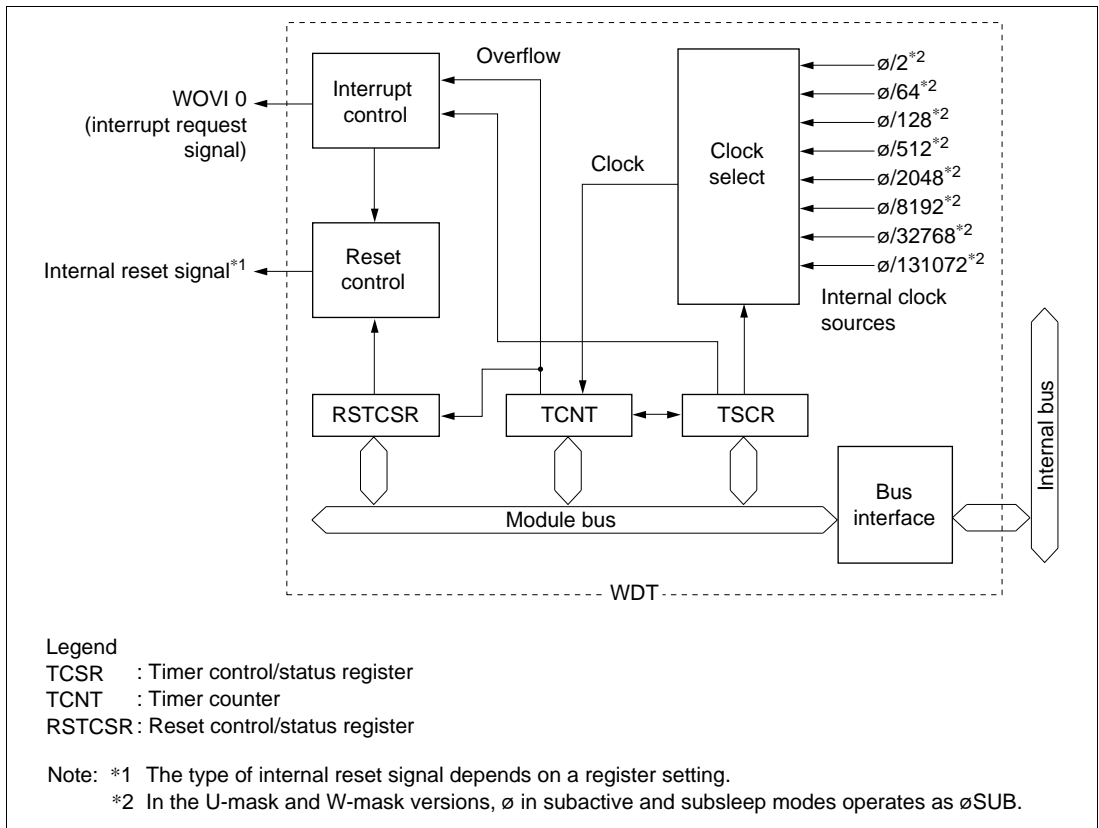 Overflow
Interrupt
control
WOVI 0
(interrupt request
signal)
Reset
control
Internal reset signal*1
Clock
Clock
select
ø/2*2
ø/64*2
ø/128*2
ø/512*2
ø/2048*2
ø/8192*2
ø/32768*2
ø/131072*2
Internal clock
sources
RSTCSR
TCNT
TSCR
Module bus
Bus
interface
Internal bus
WDT
Legend
TCSR : Timer control/status register
TCNT : Timer counter
RSTCSR : Reset control/status register
Note: *1 The type of internal reset signal depends on a register setting.
*2 In the U-mask and W-mask versions, ø in subactive and subsleep modes operates as øSUB.